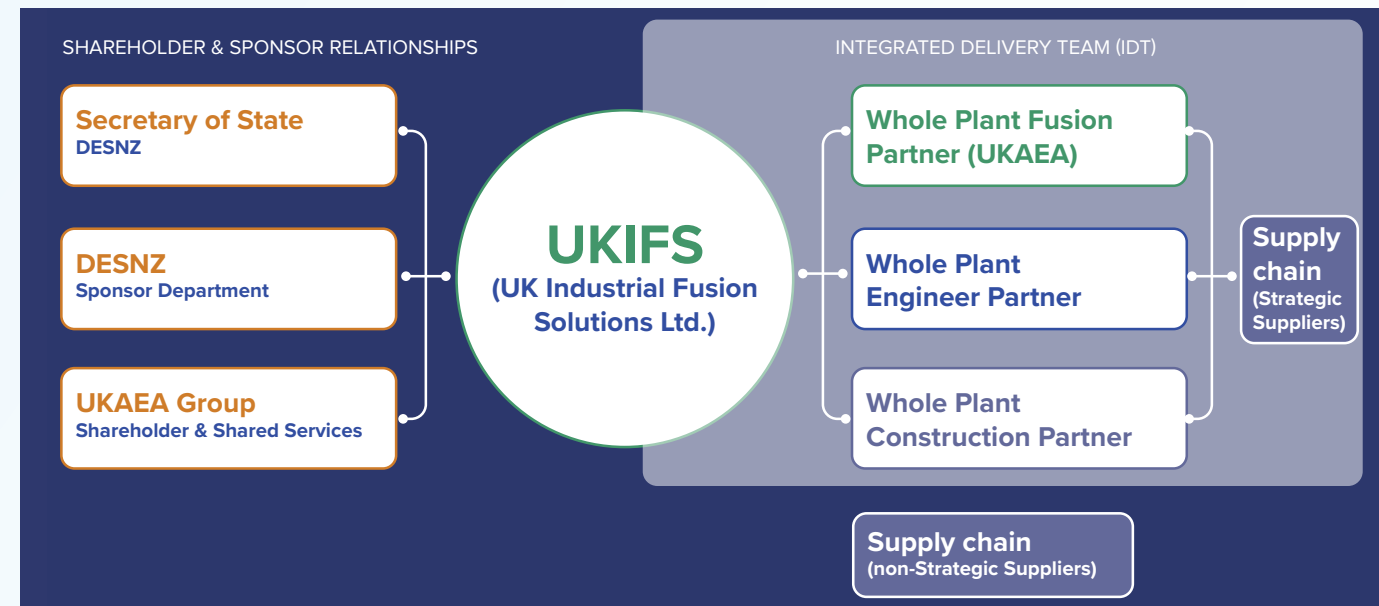 SHAREHOLDER & SPONSOR RELATIONSHIPS
Secretary of State
DESNZ
DESNZ
Sponsor Department
UKAEA Group
Shareholder & Shared Services
UKIFS
(UK Industrial Fusion
Solutions Ltd.)
INTEGRATED DELIVERY TEAM (IDT)
Whole Plant Fusion
Partner (UKAEA)
Whole Plant
Engineer Partner
Whole Plant
Construction Partner
Supply
chain
(Strategic
Suppliers)
Supply chain
(non-Strategic Suppliers)